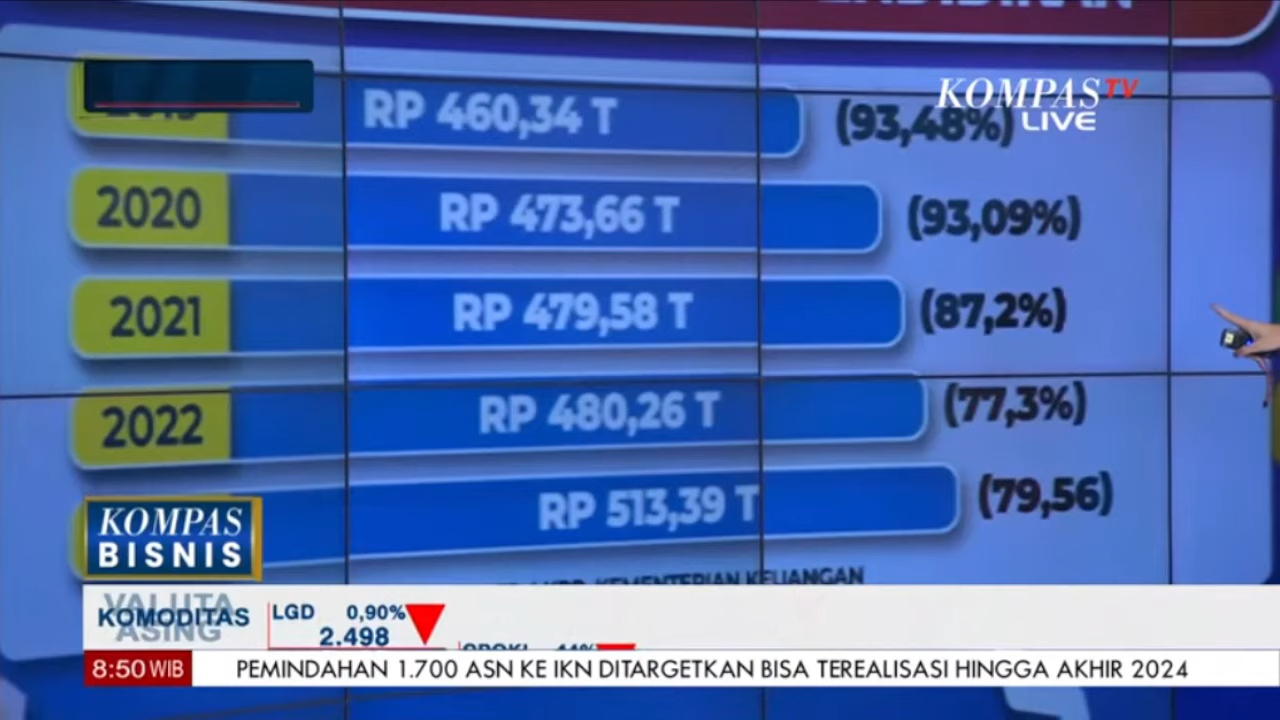 RP 460,34 T (93,48%)
KOMPAS TV
LIVE
2020 RP 473,66 T (93,09%)
2021 RP 479,58 T (87,2%)
2022 RP 480,26 T (77,3%)
RP 513,39 T (79,56)
KEMENTERIAN KEUANGAN
KOMPAS
BISNIS
VALUTA
ASING
KOMODITAS
LGD 0,90%
2.498
8:50 WIB PEMINDAHAN 1.700 ASN KE IKN DITARGETKAN BISA TEREALISASI HINGGA AKHIR 2024